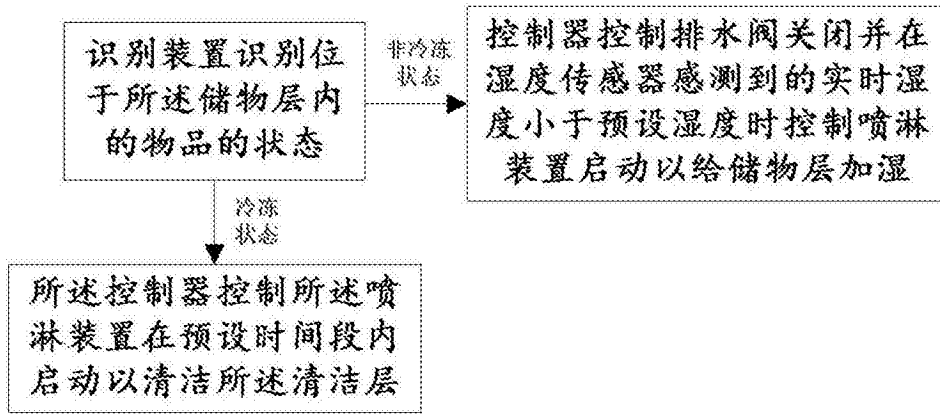 识别装置识别位
于所述储物层内
的物品的状态
非冷冻
状态
控制器控制排水阀关闭并在
湿度传感器感测到的实时湿
度小于预设湿度时控制喷淋
装置启动以给储物层加湿
冷冻
状态
所述控制器控制所述喷
淋装置在预设时间段内
启动以清洁所述清洁层